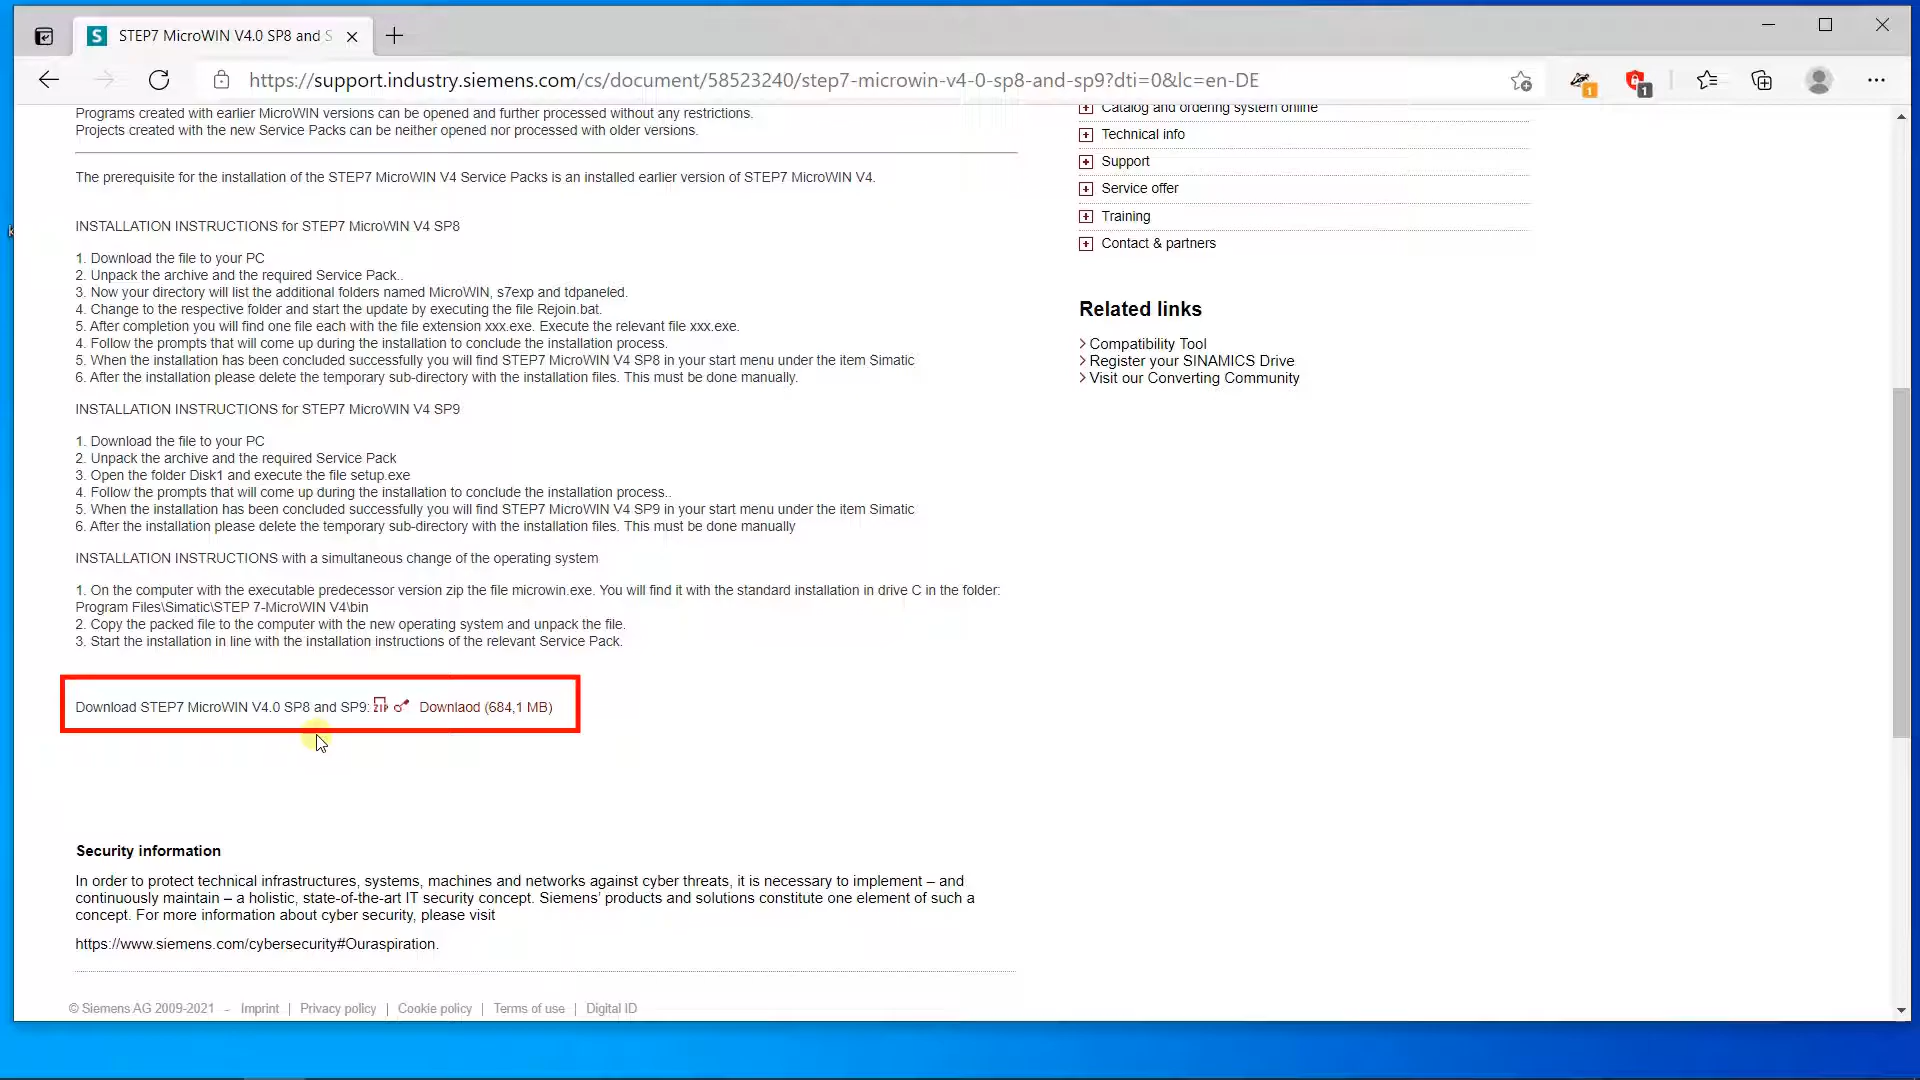 STEP7 MicroWIN V4.0 SP8 and S
https://support.industry.siemens.com/cs/document/58523240/step7-microwin-v4-0-sp8-and-sp9?dti=0&lc=en-DE
1
1
Programs created with earlier MicroWIN versions can be opened and further processed without any restrictions.
Projects created with the new Service Packs can be neither opened nor processed with older versions.
The prerequisite for the installation of the STEP7 MicroWIN V4 Service Packs is an installed earlier version of STEP7 MicroWIN V4.
INSTALLATION INSTRUCTIONS for STEP7 MicroWIN V4 SP8
1. Download the file to your PC
2. Unpack the archive and the required Service Pack..
3. Now your directory will list the additional folders named MicroWIN, s7exp and tdpaneled.
4. Change to the respective folder and start the update by executing the file Rejoin.bat.
5. After completion you will find one file each with the file extension xxx.exe. Execute the relevant file xxx.exe.
4. Follow the prompts that will come up during the installation to conclude the installation process.
5. When the installation has been concluded successfully you will find STEP7 MicroWIN V4 SP8 in your start menu under the item Simatic
6. After the installation please delete the temporary sub-directory with the installation files. This must be done manually.
INSTALLATION INSTRUCTIONS for STEP7 MicroWIN V4 SP9
1. Download the file to your PC
2. Unpack the archive and the required Service Pack
3. Open the folder Disk1 and execute the file setup.exe
4. Follow the prompts that will come up during the installation to conclude the installation process..
5. When the installation has been concluded successfully you will find STEP7 MicroWIN V4 SP9 in your start menu under the item Simatic
6. After the installation please delete the temporary sub-directory with the installation files. This must be done manually
INSTALLATION INSTRUCTIONS with a simultaneous change of the operating system
1. On the computer with the executable predecessor version zip the file microwin.exe. You will find it with the standard installation in drive C in the folder:
Program Files\Simatic\STEP 7-MicroWIN V4\bin
2. Copy the packed file to the computer with the new operating system and unpack the file.
3. Start the installation in line with the installation instructions of the relevant Service Pack.
Download STEP7 MicroWIN V4.0 SP8 and SP9: ZIP Downlaod (684,1 MB)
Security information
In order to protect technical infrastructures, systems, machines and networks against cyber threats, it is necessary to implement – and
continuously maintain – a holistic, state-of-the-art IT security concept. Siemens' products and solutions constitute one element of such a
concept. For more information about cyber security, please visit
https://www.siemens.com/cybersecurity#Ouraspiration.
© Siemens AG 2009-2021 - Imprint | Privacy policy | Cookie policy | Terms of use | Digital ID
Catalog and ordering system online
Technical info
Support
Service offer
Training
Contact & partners
Related links
Compatibility Tool
Register your SINAMICS Drive
Visit our Converting Community